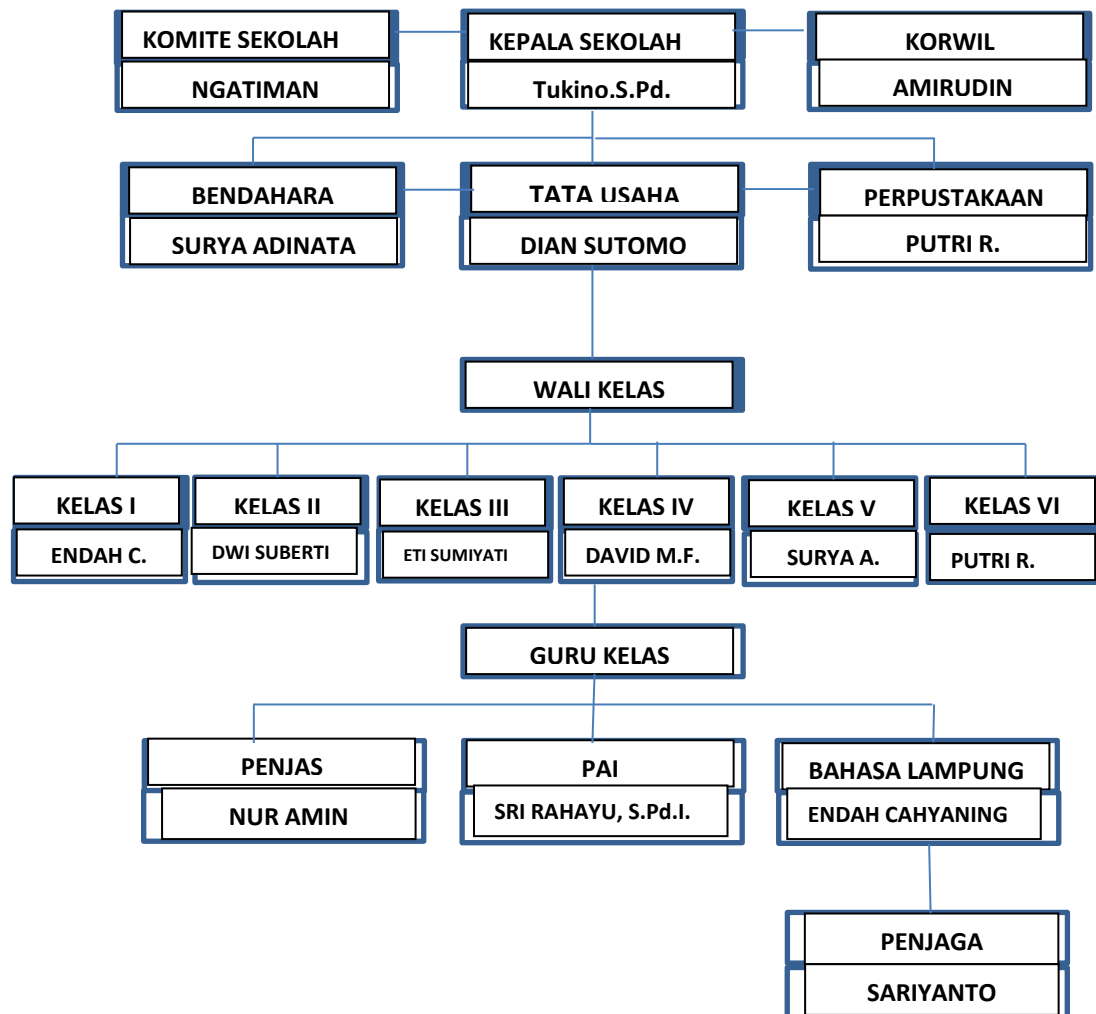 KOMITE SEKOLAH
KEPALA SEKOLAH
KORWIL
NGATIMAN
Tukino.S.Pd.
AMIRUDIN
BENDAHARA
TATA USAHA
PERPUSTAKAAN
SURYA ADINATA
DIAN SUTOMO
PUTRI R.
WALI KELAS
KELAS I
KELAS II
KELAS III
KELAS IV
KELAS V
KELAS VI
ENDAH C.
DWI SUBERTI
ETI SUMIYATI
DAVID M.F.
SURYA A.
PUTRI R.
GURU KELAS
PENJAS
PAI
BAHASA LAMPUNG
NUR AMIN
SRI RAHAYU, S.Pd.I.
ENDAH CAHYANING
PENJAGA
SARIYANTO